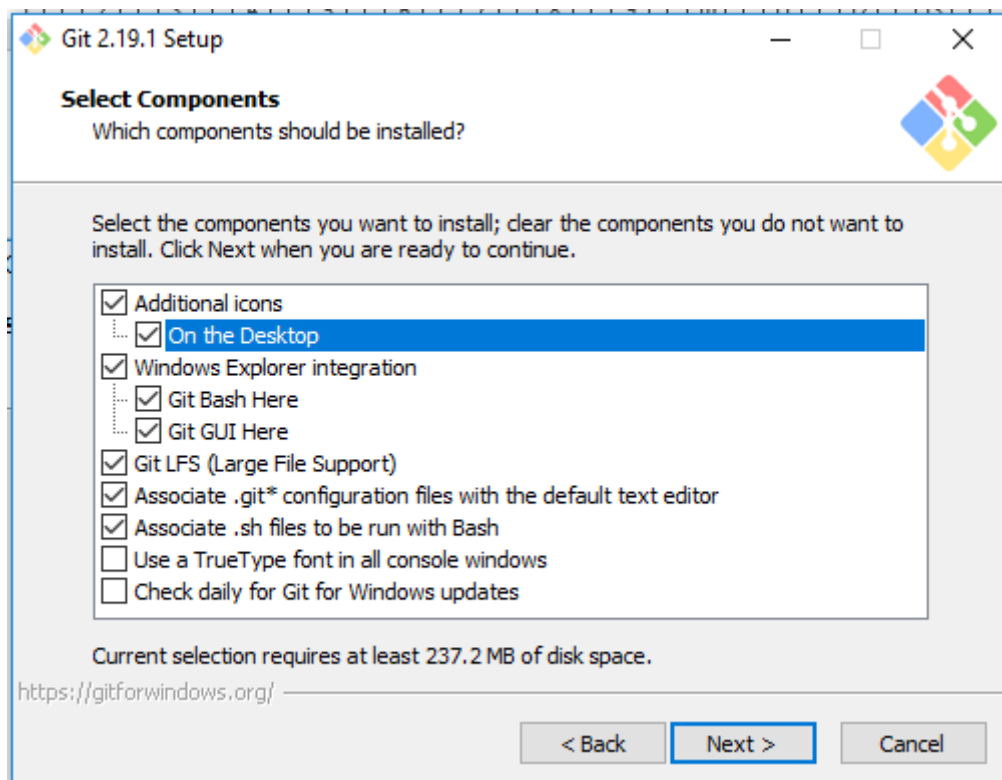 Git 2.19.1 Setup
Select Components
Which components should be installed?
Select the components you want to install; clear the components you do not want to
install. Click Next when you are ready to continue.
Additional icons
On the Desktop
Windows Explorer integration
Git Bash Here
Git GUI Here
Git LFS (Large File Support)
Associate .git* configuration files with the default text editor
Associate .sh files to be run with Bash
Use a TrueType font in all console windows
Check daily for Git for Windows updates
Current selection requires at least 237.2 MB of disk space.
https://gitforwindows.org/
< Back Next > Cancel